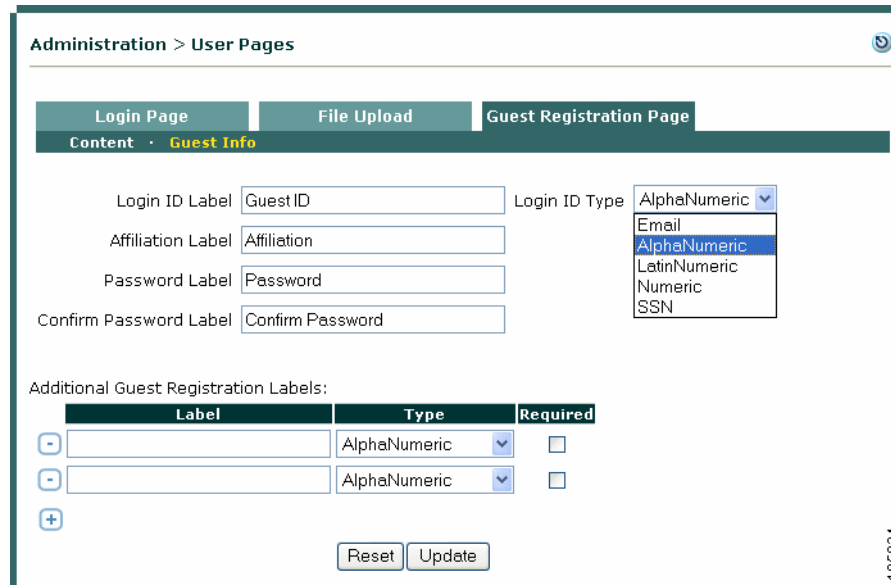 Administration > User Pages
Login Page File Upload Guest Registration Page
Content · Guest Info
Login ID Label Guest ID Login ID Type AlphaNumeric
Email
Affiliation Label Affiliation AlphaNumeric
LatinNumeric
Password Label Password Numeric
SSN
Confirm Password Label Confirm Password
Additional Guest Registration Labels:
Label Type Required
- AlphaNumeric
- AlphaNumeric
+
Reset Update